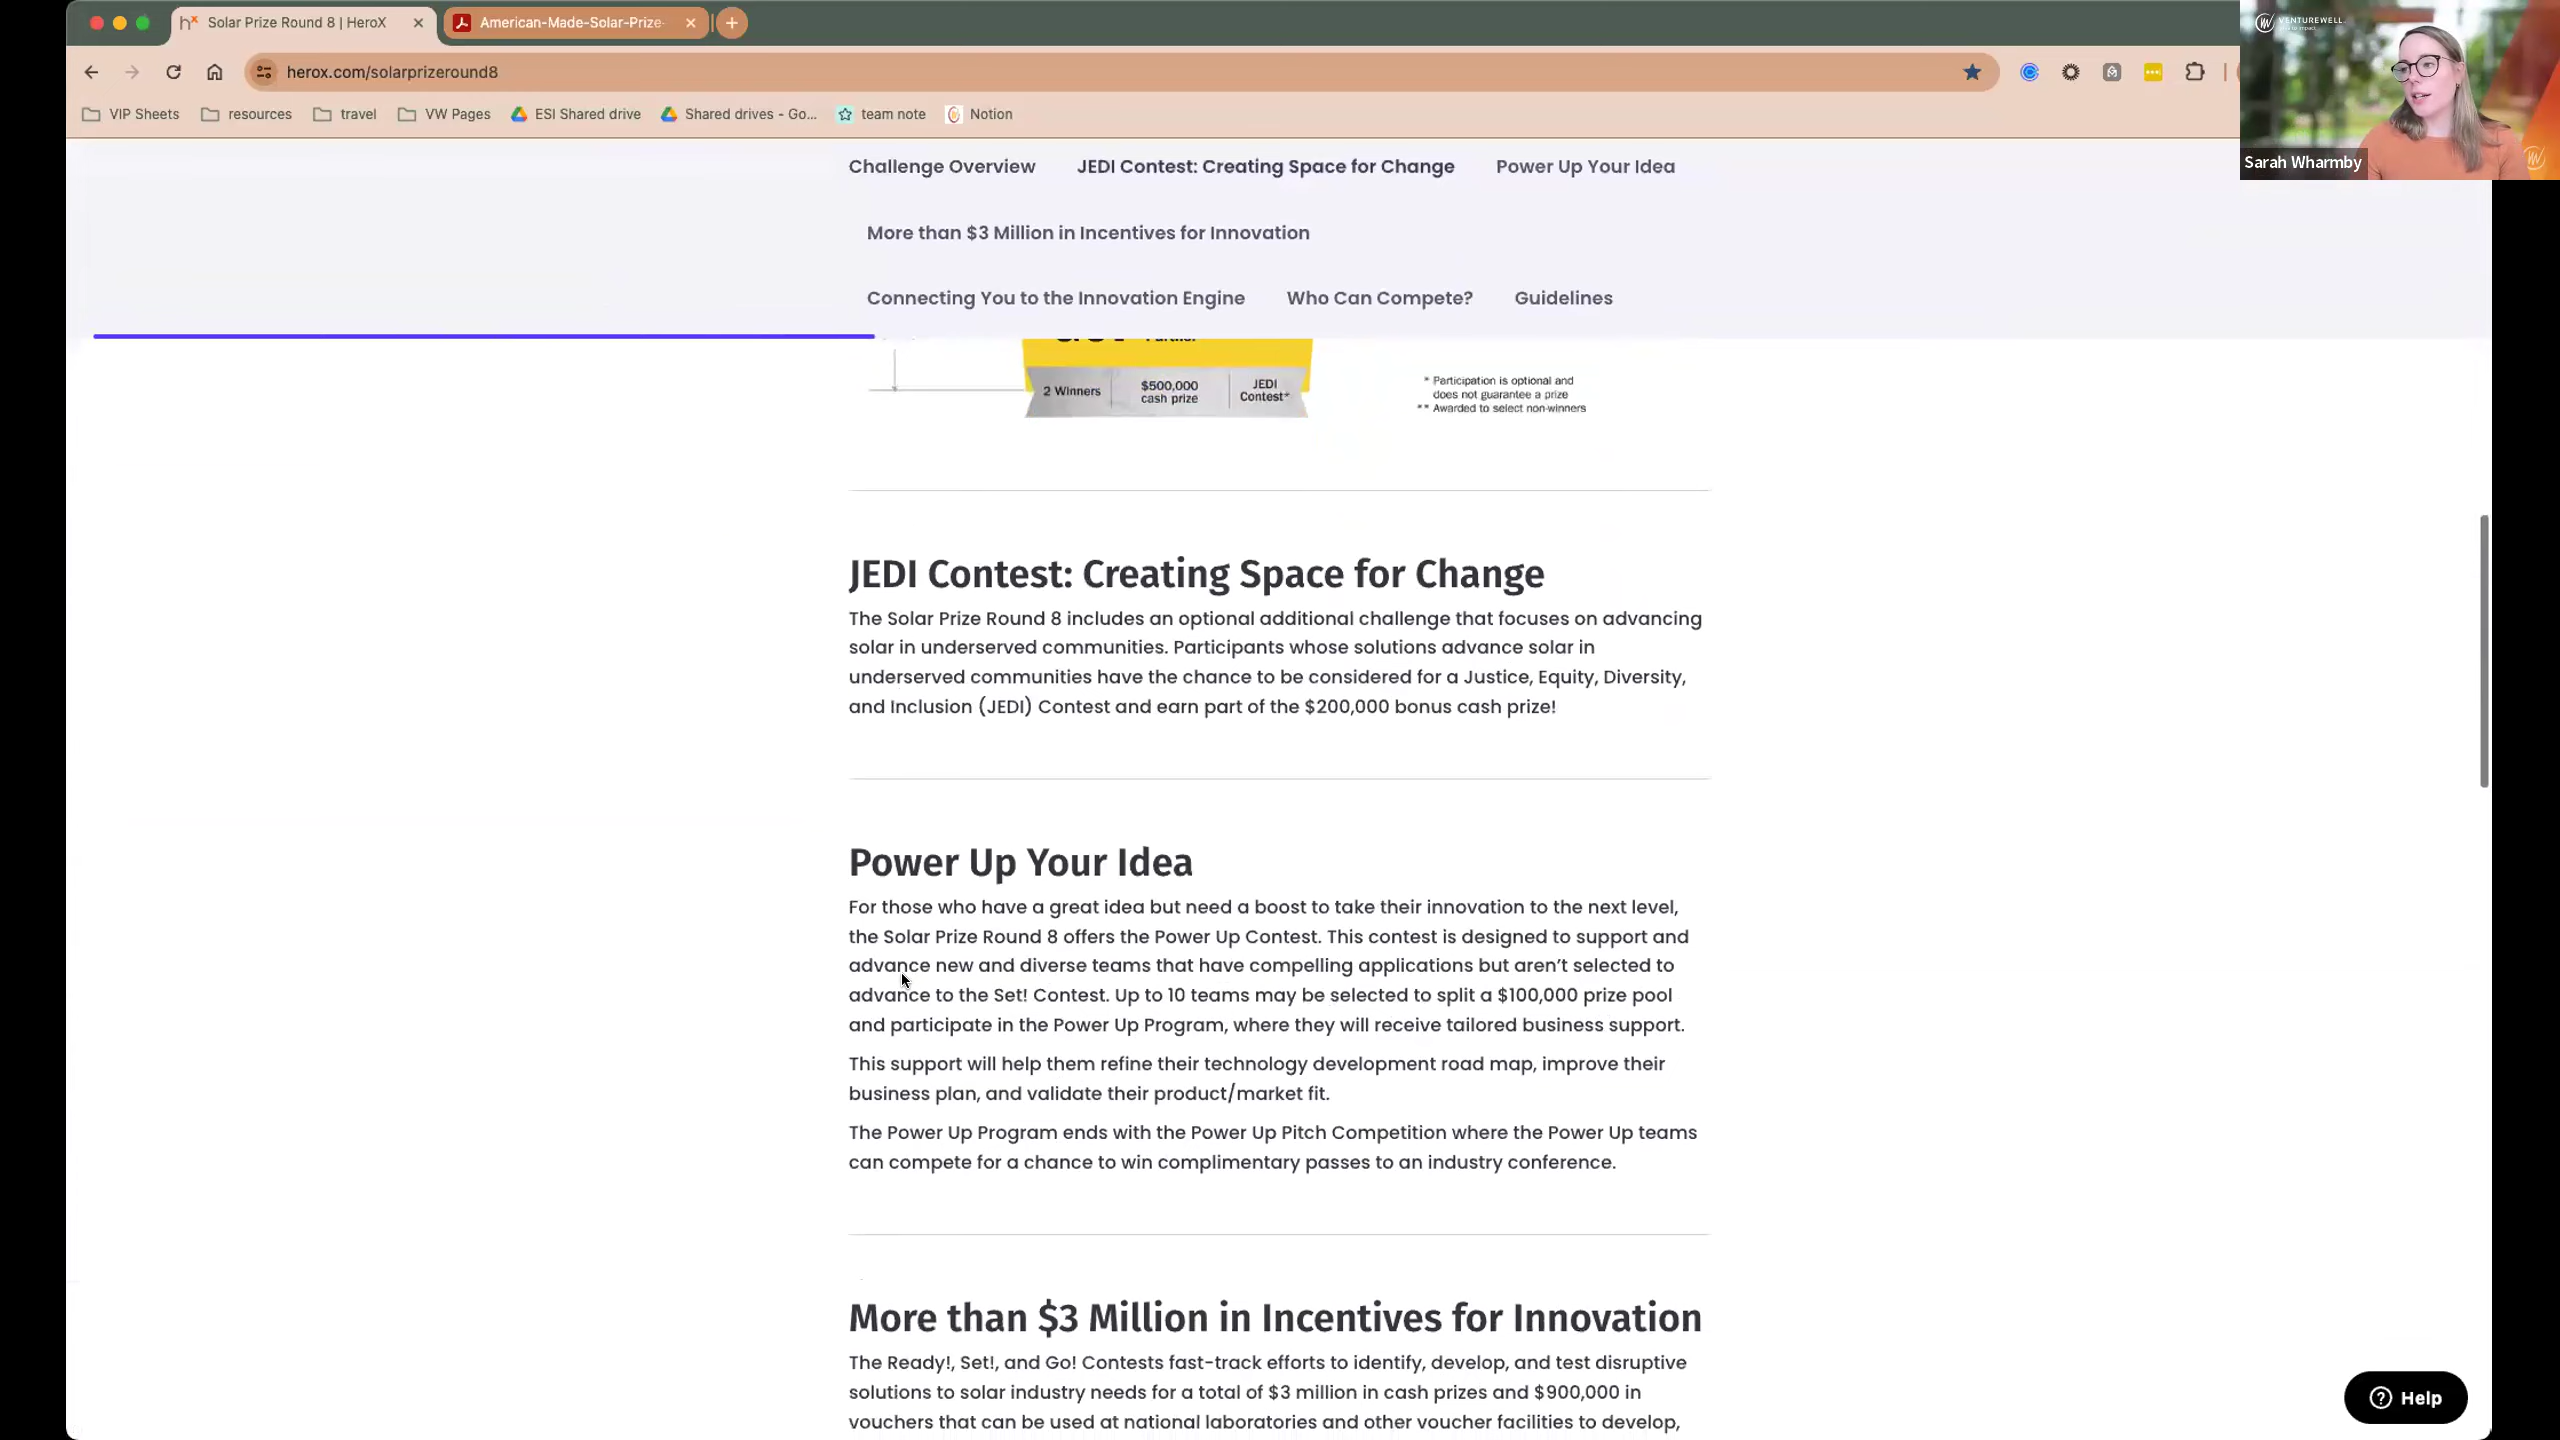 Solar Prize Round 8 | HeroX
American-Made-Solar-Prize-
herox.com/solarprizeround8
VIP Sheets
resources
travel
VW Pages
ESI Shared drive
Shared drives - Go...
team note
Notion
VENTUREWELL
Sarah Wharmby
Challenge Overview
JEDI Contest: Creating Space for Change
Power Up Your Idea
More than $3 Million in Incentives for Innovation
Connecting You to the Innovation Engine
Who Can Compete?
Guidelines
2 Winners
$500,000
cash prize
JEDI
Contest*
* Participation is optional and
does not guarantee a prize
** Awarded to select non-winners
JEDI Contest: Creating Space for Change
The Solar Prize Round 8 includes an optional additional challenge that focuses on advancing
solar in underserved communities. Participants whose solutions advance solar in
underserved communities have the chance to be considered for a Justice, Equity, Diversity,
and Inclusion (JEDI) Contest and earn part of the $200,000 bonus cash prize!
Power Up Your Idea
For those who have a great idea but need a boost to take their innovation to the next level,
the Solar Prize Round 8 offers the Power Up Contest. This contest is designed to support and
advance new and diverse teams that have compelling applications but aren't selected to
advance to the Set! Contest. Up to 10 teams may be selected to split a $100,000 prize pool
and participate in the Power Up Program, where they will receive tailored business support.
This support will help them refine their technology development road map, improve their
business plan, and validate their product/market fit.
The Power Up Program ends with the Power Up Pitch Competition where the Power Up teams
can compete for a chance to win complimentary passes to an industry conference.
More than $3 Million in Incentives for Innovation
The Ready!, Set!, and Go! Contests fast-track efforts to identify, develop, and test disruptive
solutions to solar industry needs for a total of $3 million in cash prizes and $900,000 in
vouchers that can be used at national laboratories and other voucher facilities to develop,
Help